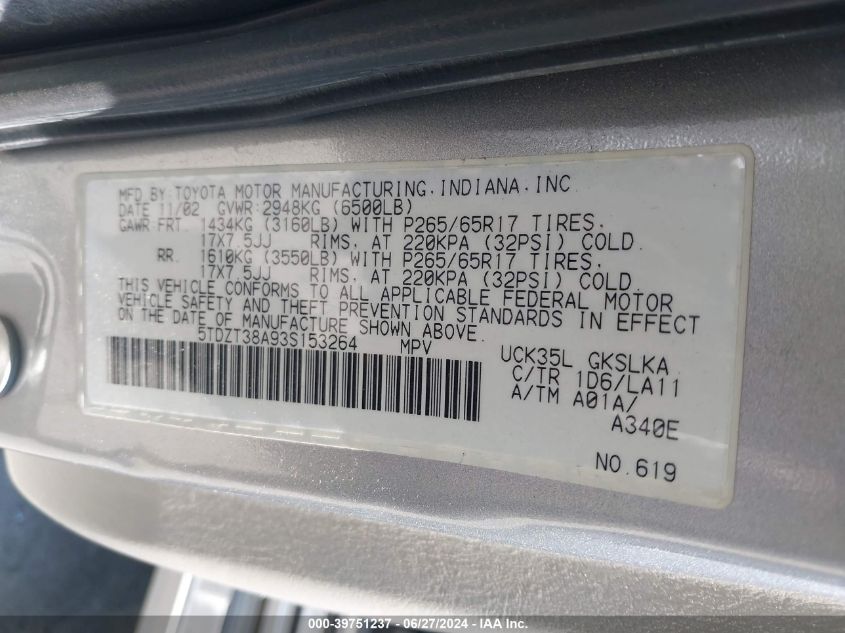 MFD. BY: TOYOTA MOTOR MANUFACTURING, INDIANA, INC.
DATE 11/02 GVWR: 2948KG (6500LB)
GAWR FRT. 1434KG (3160LB) WITH P265/65R17 TIRES.
17X7.5JJ RIMS. AT 220KPA (32PSI) COLD.
RR. 1610KG (3550LB) WITH P265/65R17 TIRES.
17X7.5JJ RIMS. AT 220KPA (32PSI) COLD.
THIS VEHICLE CONFORMS TO ALL APPLICABLE FEDERAL MOTOR
VEHICLE SAFETY AND THEFT PREVENTION STANDARDS IN EFFECT
ON THE DATE OF MANUFACTURE SHOWN ABOVE.
5TDZT38A93S153264 MPV
UCK35L GKSLKA
C/TR 1D6/LA11
A/TM A01A/
A340E
NO.619
000-39751237 - 06/27/2024 - IAA Inc.